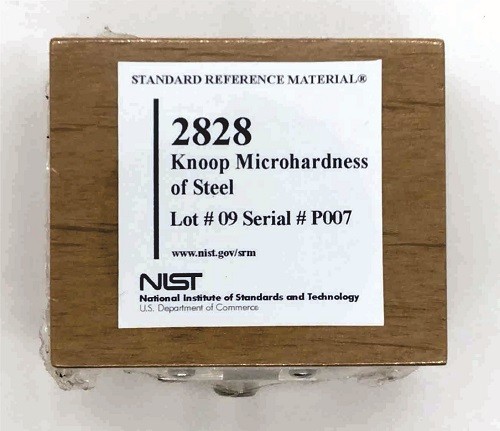 STANDARD REFERENCE MATERIAL®
2828
Knoop Microhardness
of Steel
Lot # 09 Serial # P007
www.nist.gov/srm
NIST
National Institute of Standards and Technology
U.S. Department of Commerce